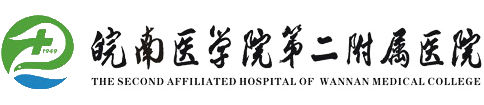 1949
皖南医学院第二附属医院
THE SECOND AFFILIATED HOSPITAL OF WANNAN MEDICAL COLLEGE